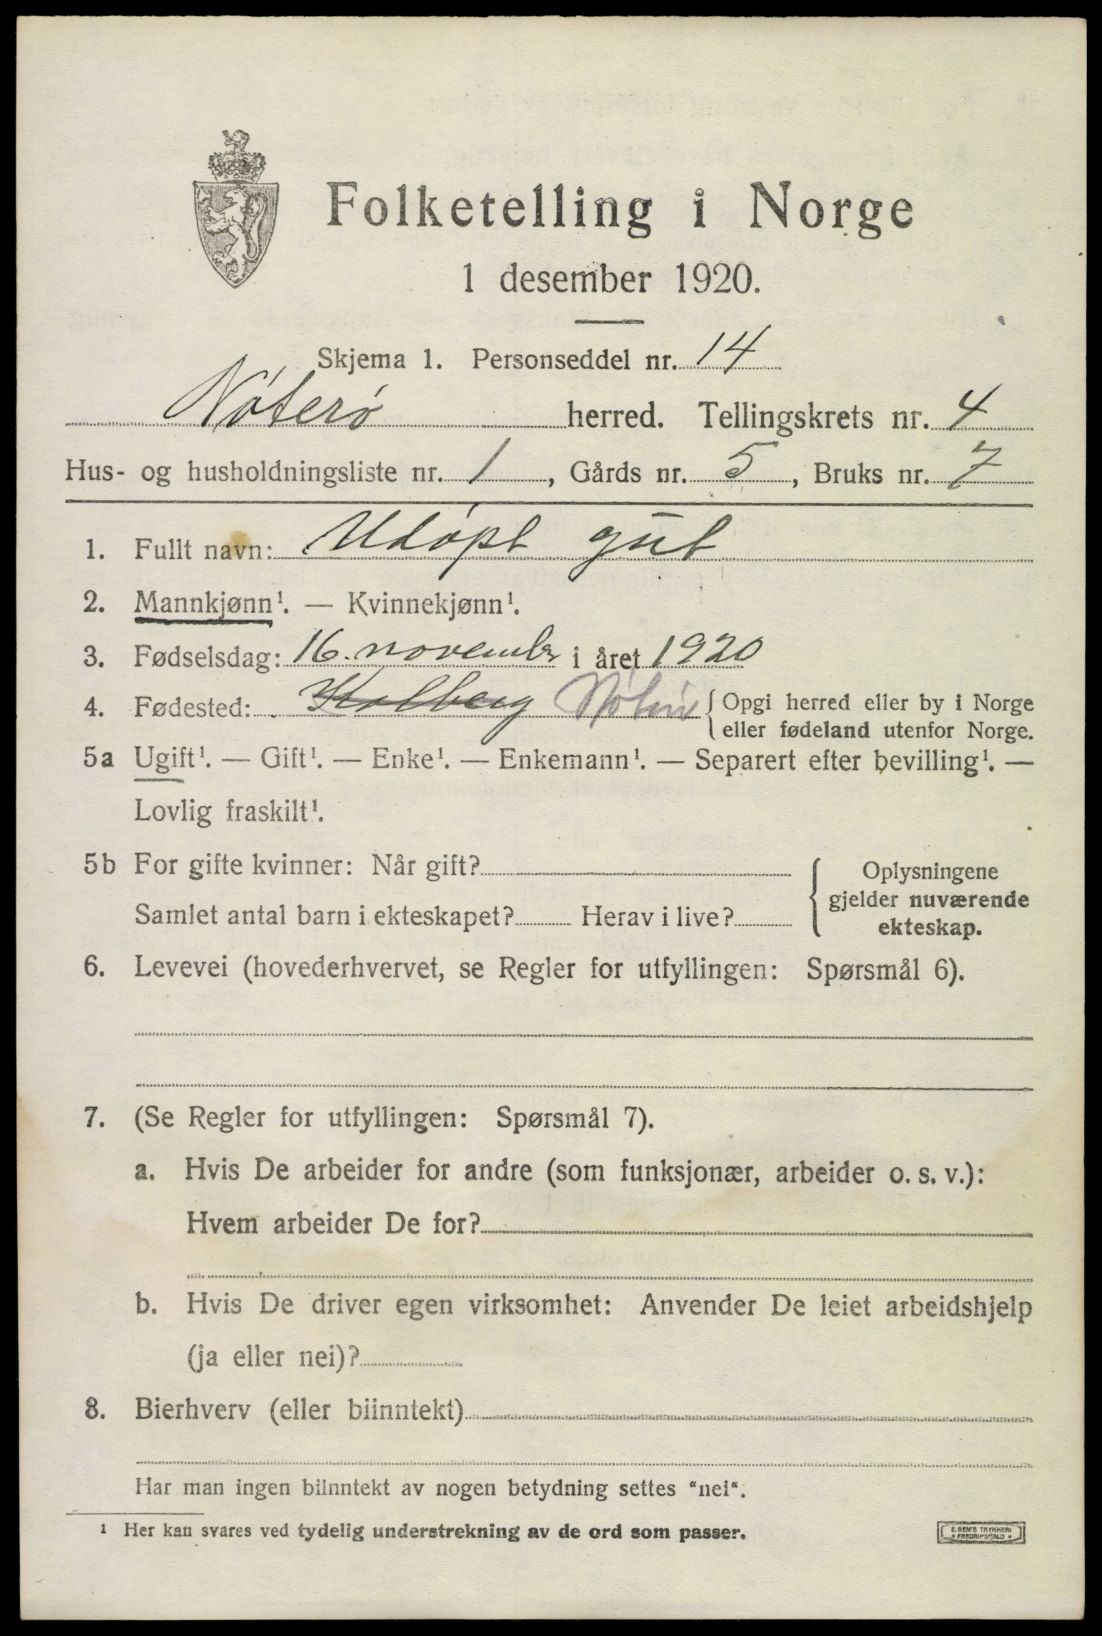 Folketelling i Norge
1 desember 1920.
Skjema 1. Personseddel nr. 14
Nøterø herred. Tellingskrets nr. 4
Hus- og husholdningsliste nr. 1, Gårds nr. 5, Bruks nr. 7
1. Fullt navn: Udøpt gut
2. Mannkjønn¹. — Kvinnekjønn¹.
3. Fødselsdag: 16. november i året 1920
4. Fødested: Kolberg Nøterø { Opgi herred eller by i Norge
eller fødeland utenfor Norge.
5a Ugift¹. — Gift¹. — Enke¹. — Enkemann¹. — Separert efter bevilling¹. —
Lovlig fraskilt¹.
5b For gifte kvinner: Når gift?
Samlet antal barn i ekteskapet? Herav i live?
Oplysningene
gjelder nuværende
ekteskap.
6. Levevei (hovederhvervet, se Regler for utfyllingen: Spørsmål 6).
7. (Se Regler for utfyllingen: Spørsmål 7).
a. Hvis De arbeider for andre (som funksjonær, arbeider o. s. v.):
Hvem arbeider De for?
b. Hvis De driver egen virksomhet: Anvender De leiet arbeidshjelp
(ja eller nei)?
8. Bierhverv (eller biinntekt)
Har man ingen biinntekt av nogen betydning settes "nei".
¹ Her kan svares ved tydelig understrekning av de ord som passer.
E. SEM'S TRYKKERI
FREDRIKSHALD